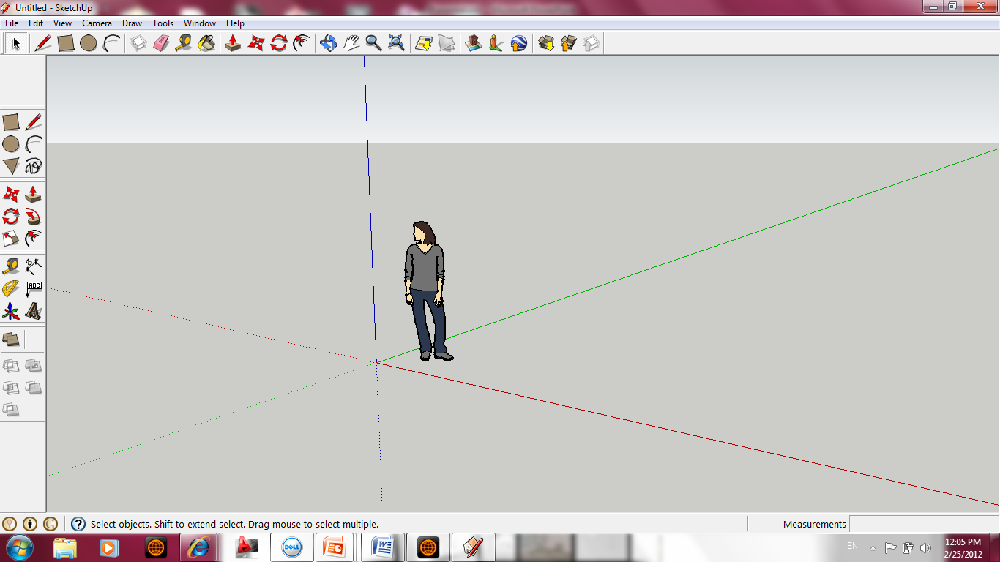 Untitled - SketchUp
File Edit View Camera Draw Tools Window Help
ABC
Select objects. Shift to extend select. Drag mouse to select multiple.
Measurements
DELL
EN
12:05 PM
2/25/2012